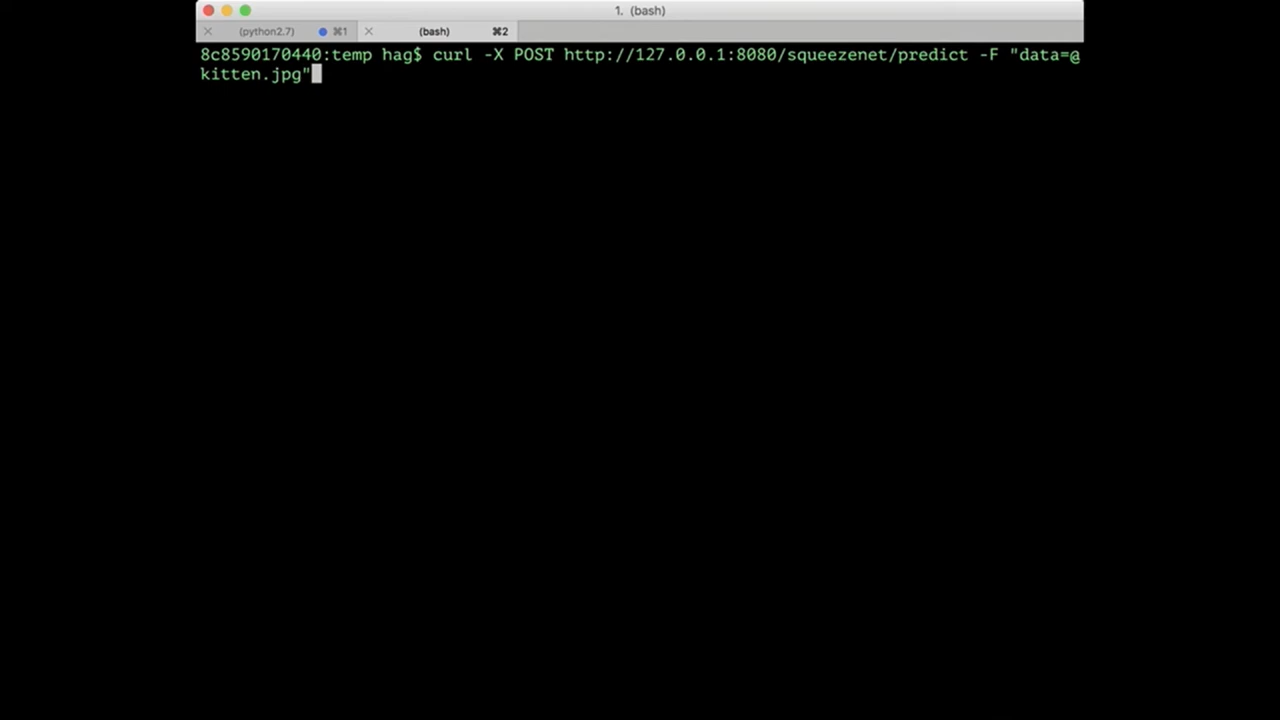 1. (bash)
(python2.7) ⌘1 (bash) ⌘2
8c8590170440:temp hag$ curl -X POST http://127.0.0.1:8080/squeezenet/predict -F "data=@
kitten.jpg"